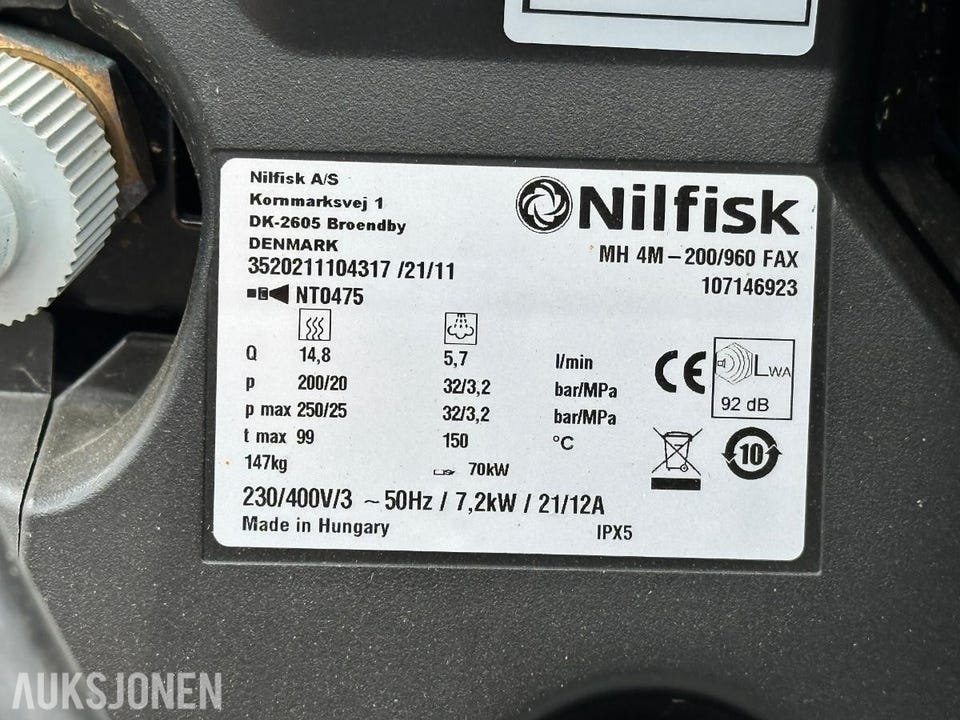 Nilfisk A/S
Kornmarksvej 1
DK-2605 Broendby
DENMARK
3520211104317 /21/11
NT0475
Nilfisk
MH 4M-200/960 FAX
107146923
Q 14,8 5,7 l/min
p 200/20 32/3,2 bar/MPa
p max 250/25 32/3,2 bar/MPa
t max 99 150 °C
147kg 70kW
230/400V/3 ~ 50Hz / 7,2kW / 21/12A
Made in Hungary IPX5
CE
LWA
92 dB
10
AUKSJONEN